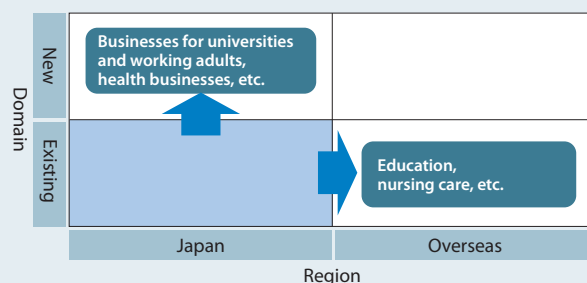 Domain
New
Existing
Businesses for universities
and working adults,
health businesses, etc.
Education,
nursing care, etc.
Japan
Overseas
Region